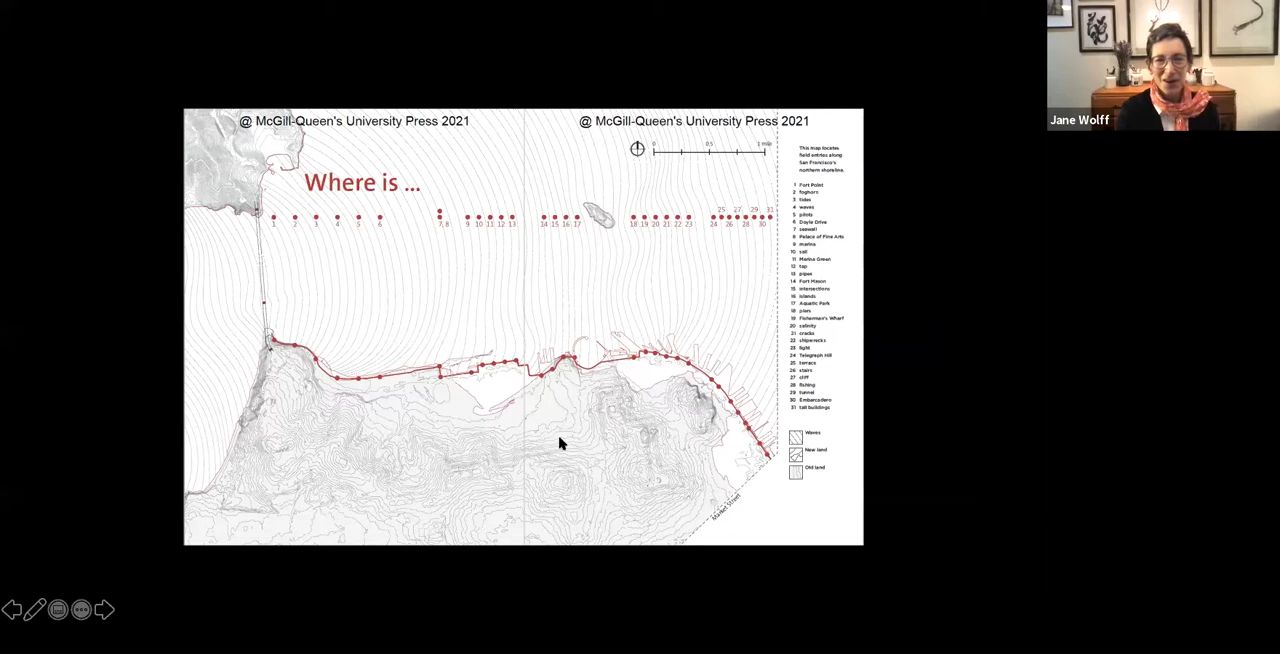 @ McGill-Queen's University Press 2021
@ McGill-Queen's University Press 2021
Jane Wolff
0 0.5 1 mile
Where is ...
This map locates
field entries along
San Francisco's
northern shoreline.
25 27 29 31
1 2 3 4 5 6 7, 8 9 10 11 12 13 14 15 16 17 18 19 20 21 22 23 24 26 28 30
1 Fort Point
2 foghorn
3 tides
4 waves
5 pilots
6 Doyle Drive
7 seawall
8 Palace of Fine Arts
9 marina
10 sail
11 Marina Green
12 tap
13 pipes
14 Fort Mason
15 intersections
16 islands
17 Aquatic Park
18 piers
19 Fisherman's Wharf
20 salinity
21 cracks
22 shipwrecks
23 light
24 Telegraph Hill
25 terrace
26 stairs
27 cliff
28 fishing
29 tunnel
30 Embarcadero
31 tall buildings
Waves
New land
Old land
Market Street